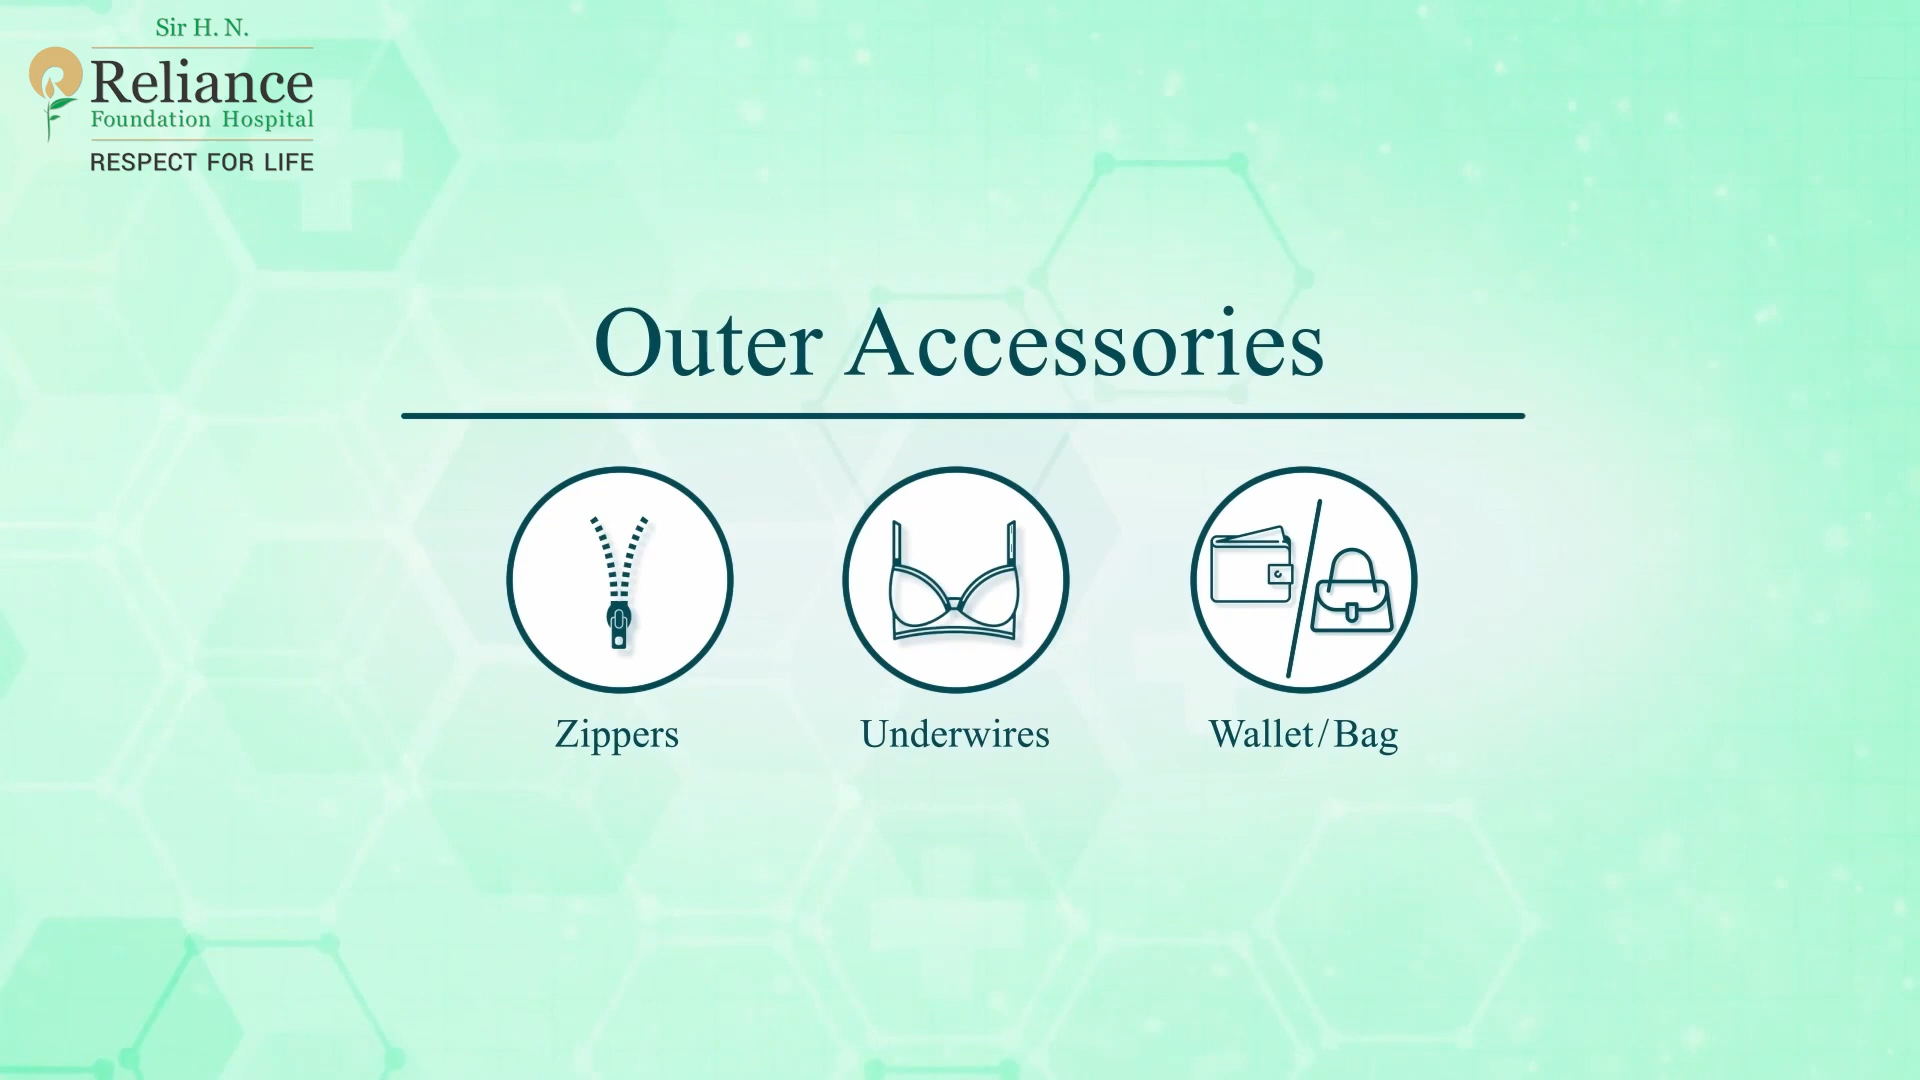 Sir H. N.
Reliance
Foundation Hospital
RESPECT FOR LIFE
Outer Accessories
Zippers
Underwires
Wallet/Bag